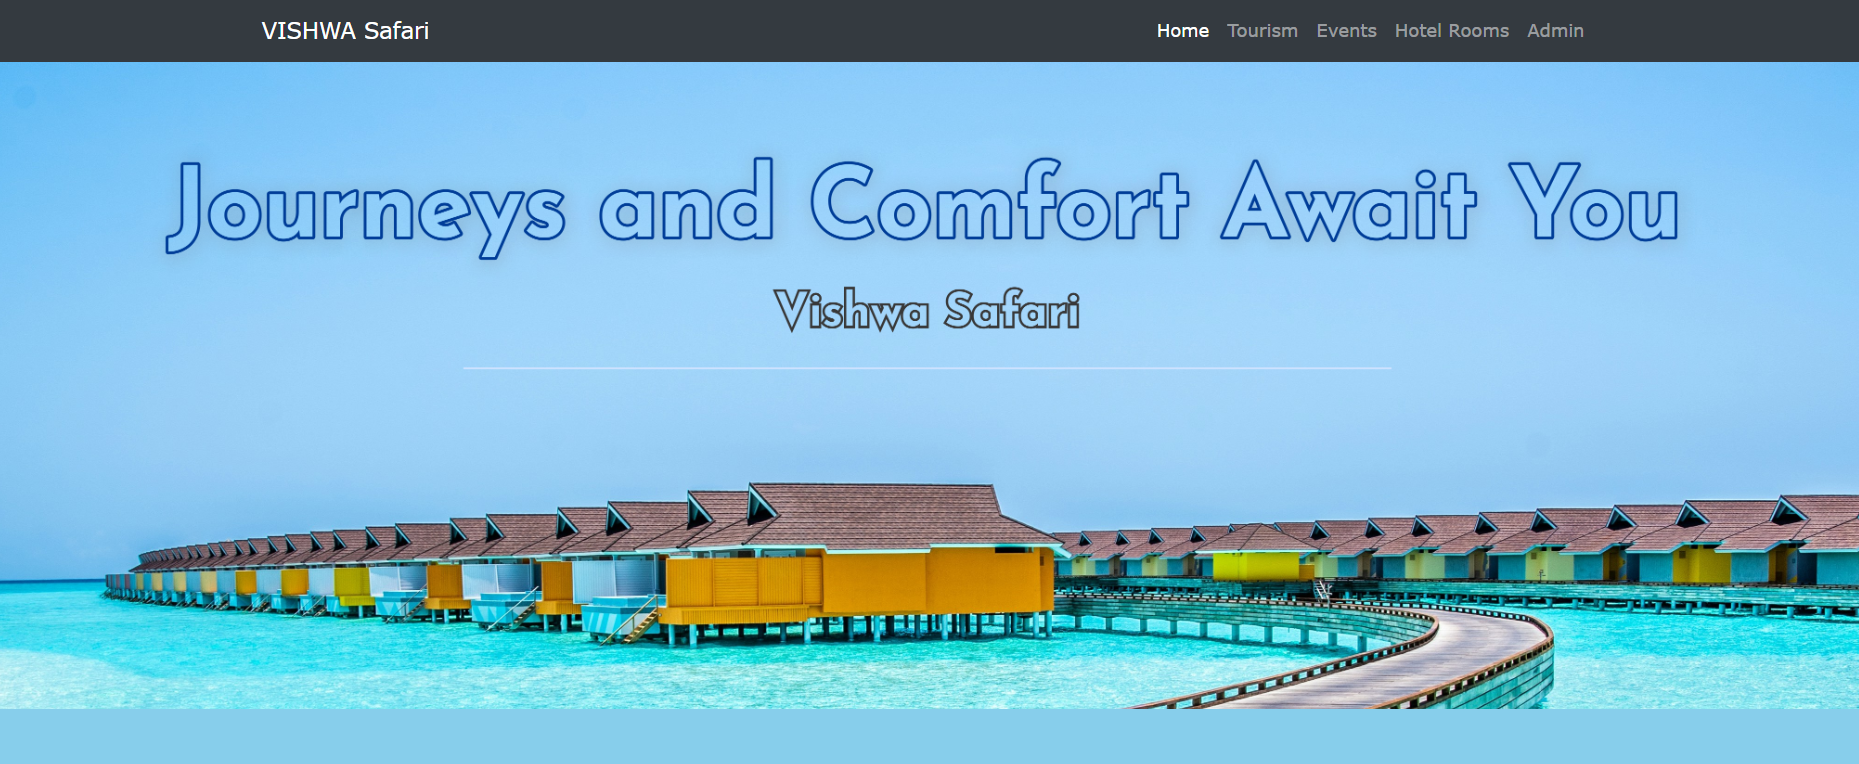 VISHWA Safari
Home Tourism Events Hotel Rooms Admin
Journeys and Comfort Await You
Vishwa Safari